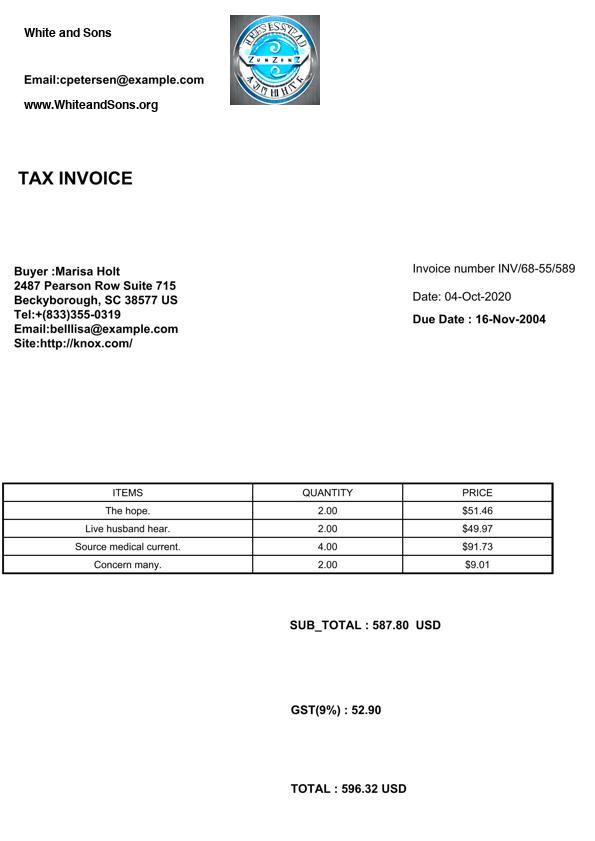 White and Sons
Email:cpetersen@example.com
www.WhiteandSons.org
TAX INVOICE
Buyer :Marisa Holt
2487 Pearson Row Suite 715
Beckyborough, SC 38577 US
Tel:+(833)355-0319
Email:belllisa@example.com
Site:http://knox.com/
Invoice number INV/68-55/589
Date: 04-Oct-2020
Due Date : 16-Nov-2004
ITEMS QUANTITY PRICE
The hope. 2.00 $51.46
Live husband hear. 2.00 $49.97
Source medical current. 4.00 $91.73
Concern many. 2.00 $9.01
SUB_TOTAL : 587.80 USD
GST(9%) : 52.90
TOTAL : 596.32 USD